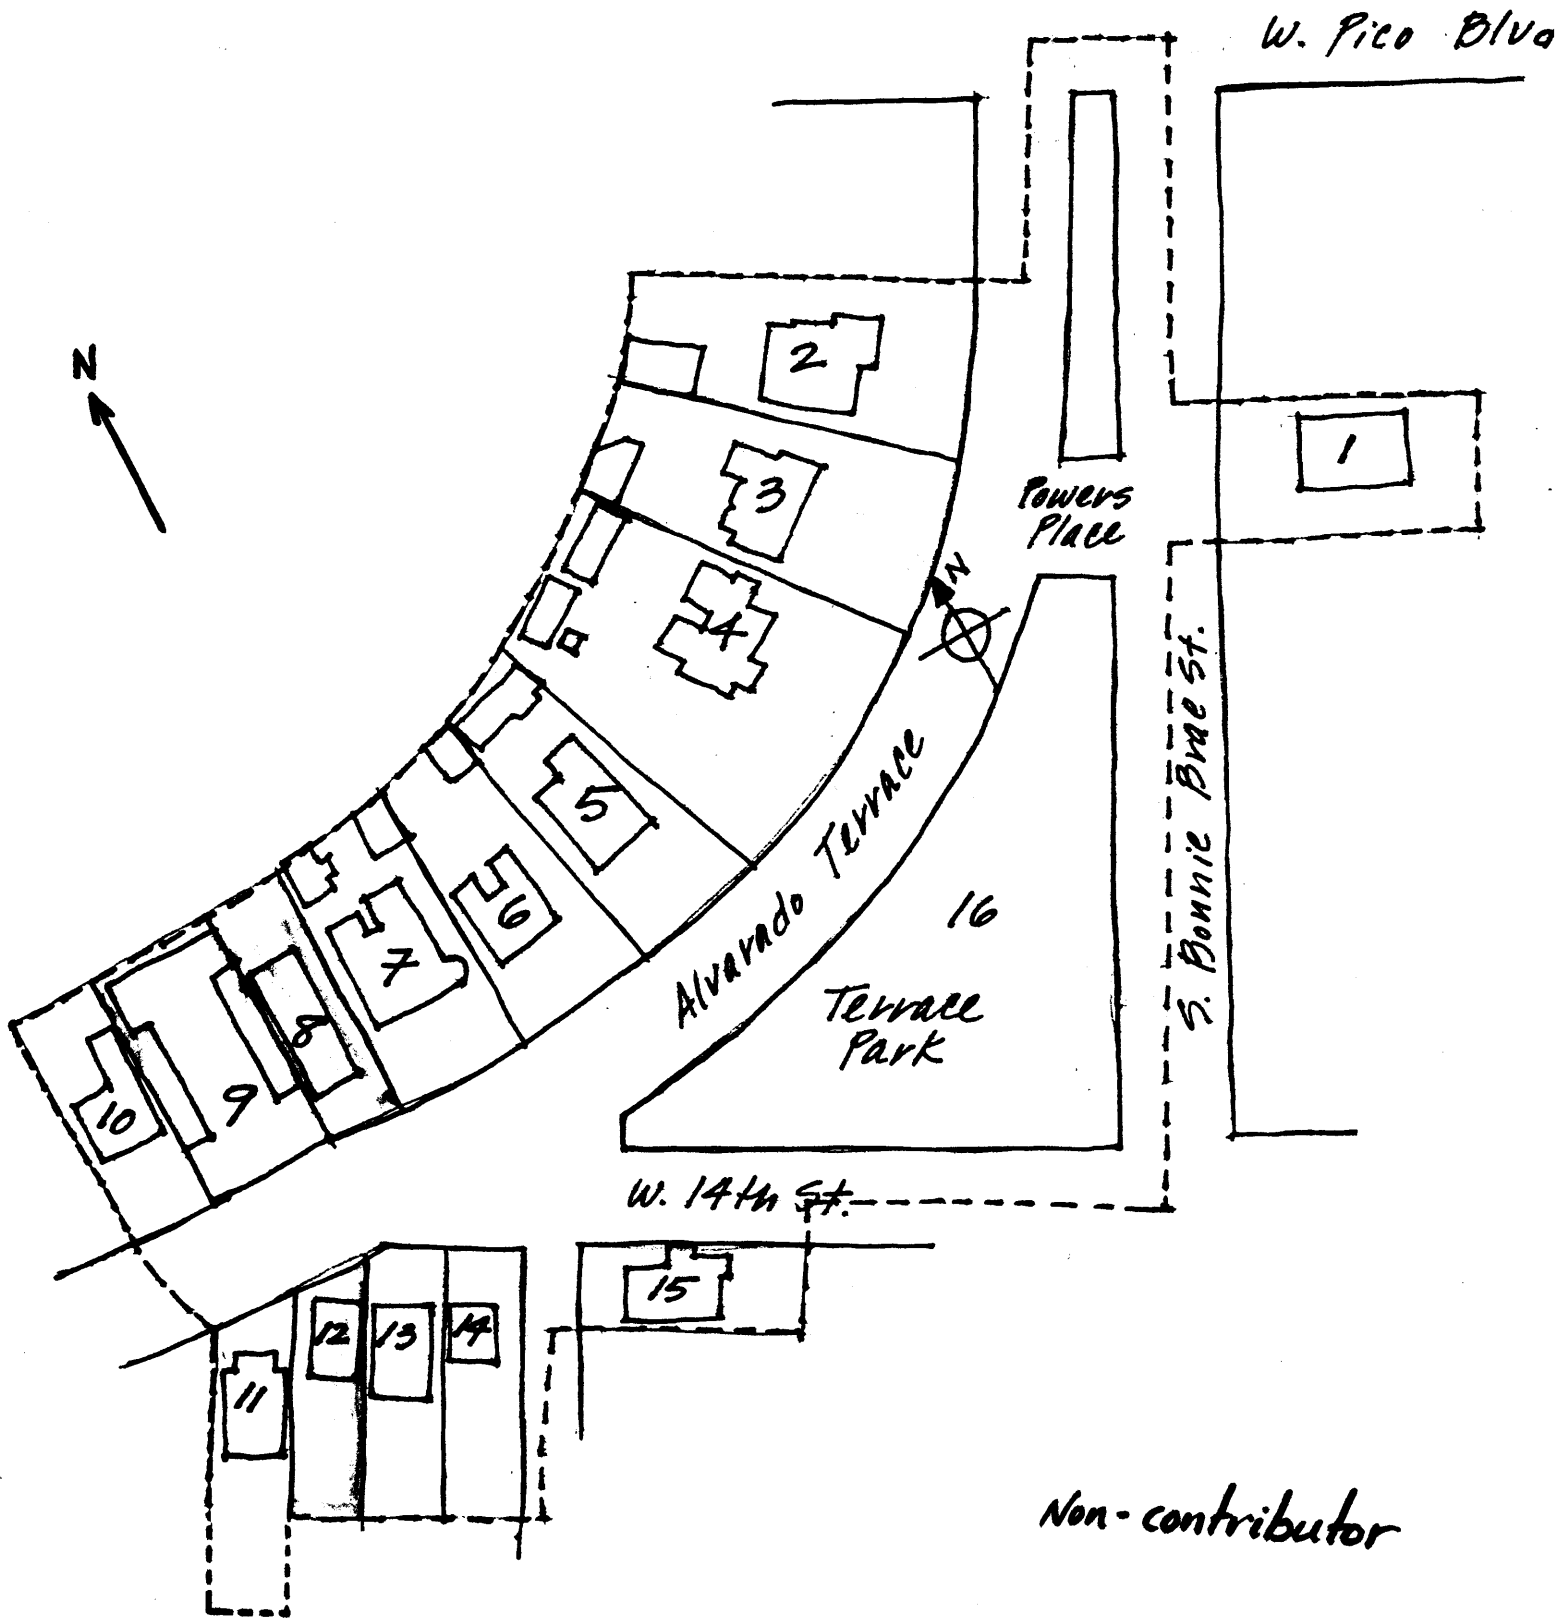 W. Pico Blvd
N
2
1
3
Powers
Place
N
4
S. Bonnie Brae St.
5
Alvarado Terrace
6
16
7
Terrace
Park
8
9
10
W. 14th St.
15
12
13
14
11
Non-contributor